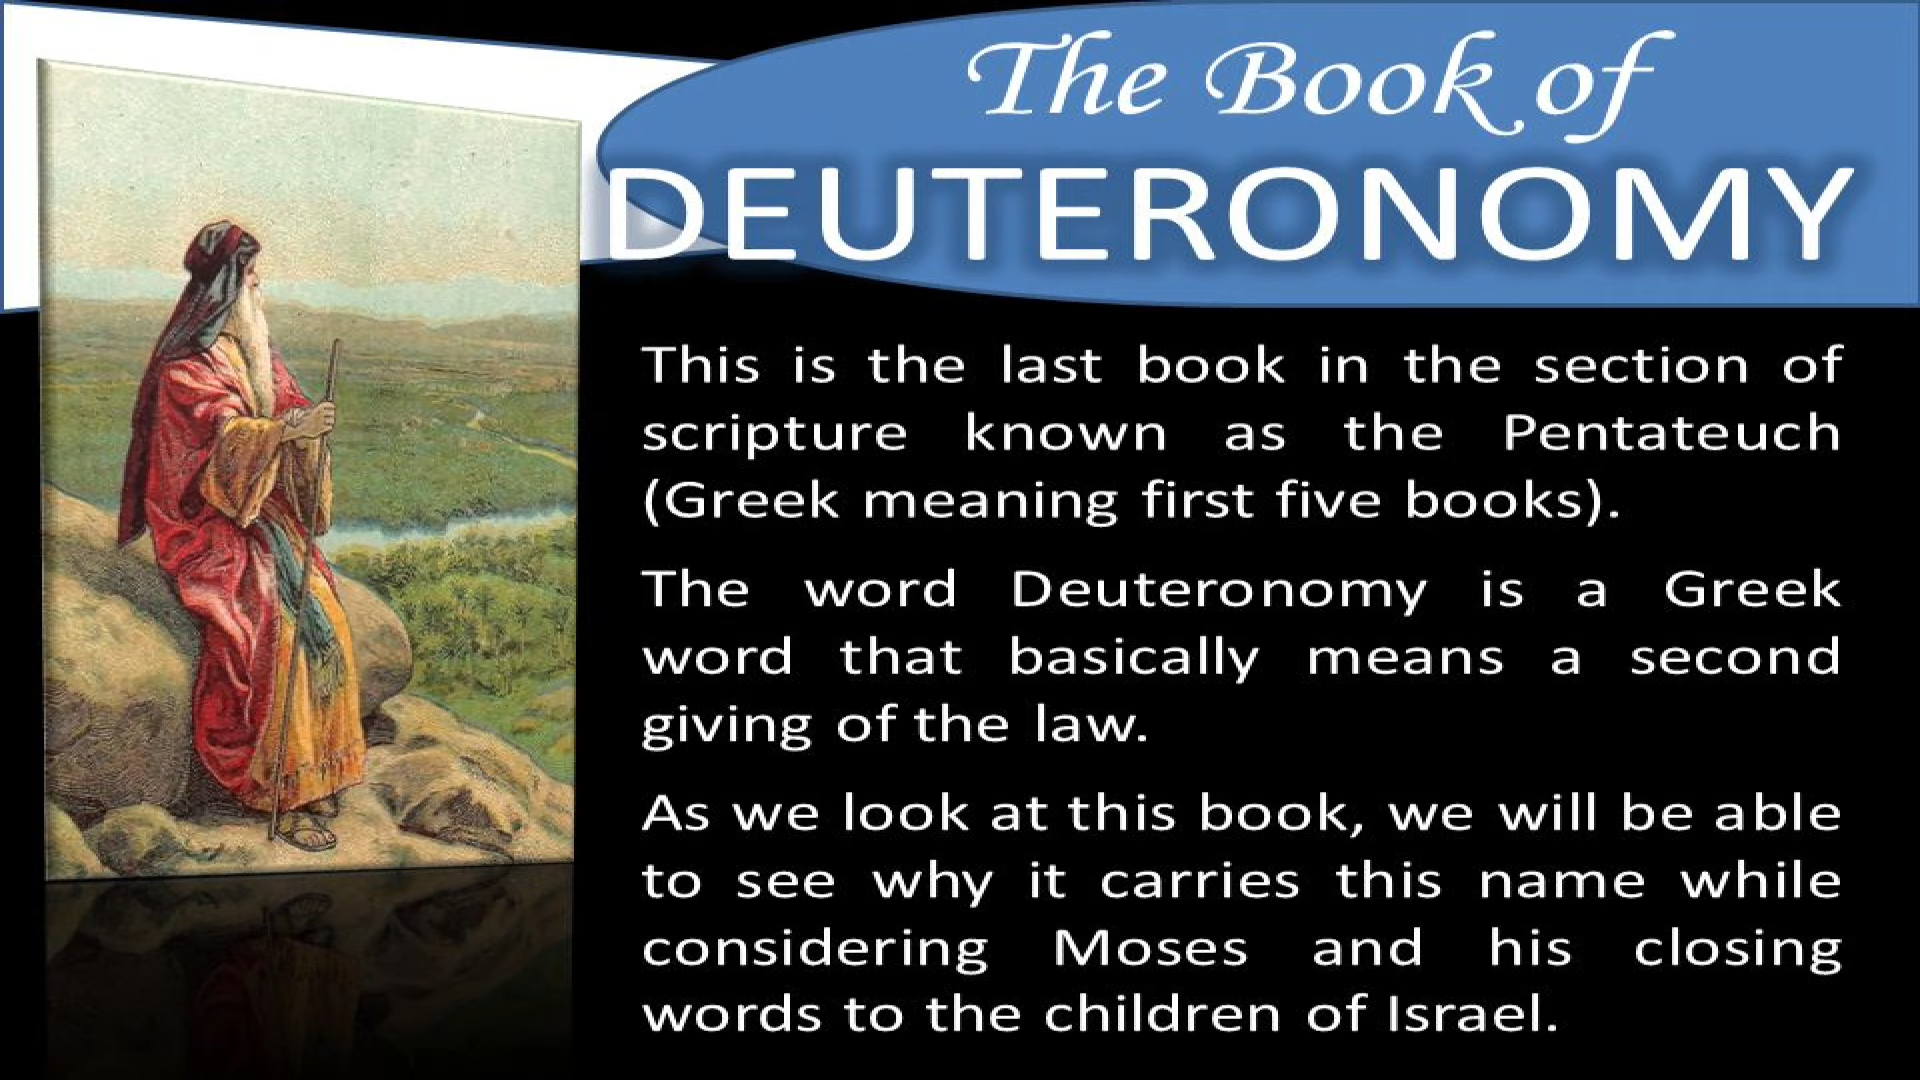 The Book of
DEUTERONOMY
This is the last book in the section of
scripture known as the Pentateuch
(Greek meaning first five books).
The word Deuteronomy is a Greek
word that basically means a second
giving of the law.
As we look at this book, we will be able
to see why it carries this name while
considering Moses and his closing
words to the children of Israel.